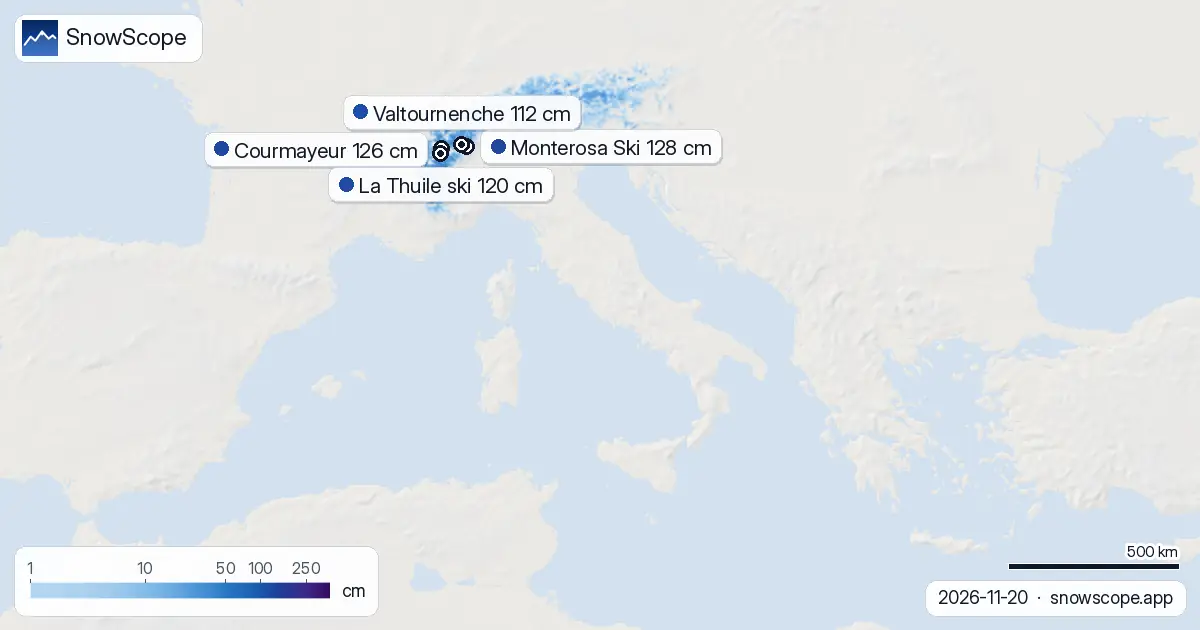 SnowScope
Valtournenche 112 cm
Courmayeur 126 cm
Monterosa Ski 128 cm
La Thuile ski 120 cm
1 10 50 100 250
cm
500 km
2026-11-20 · snowscope.app